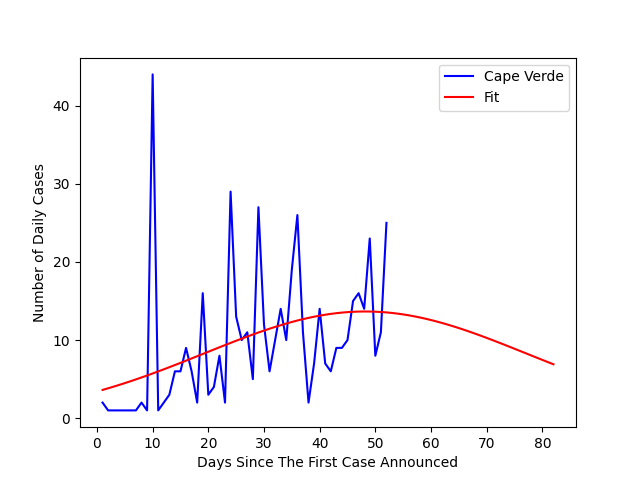 Cape Verde
Fit
Number of Daily Cases
40
30
20
10
0
0 10 20 30 40 50 60 70 80
Days Since The First Case Announced